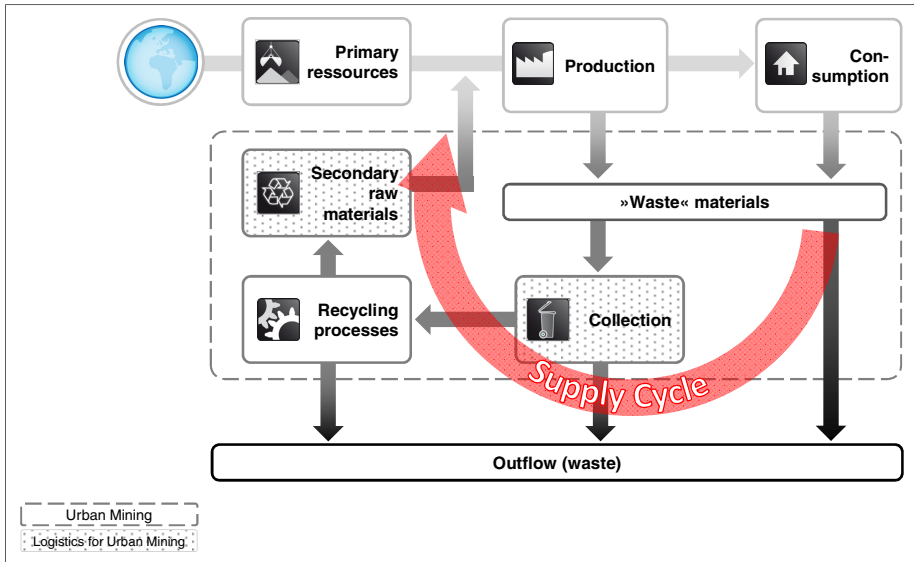 Primary
ressources
Production
Con-
sumption
Secondary
raw
materials
»Waste« materials
Recycling
processes
Collection
Supply Cycle
Outflow (waste)
Urban Mining
Logistics for Urban Mining